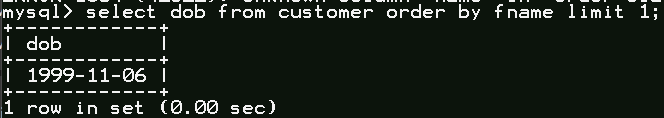 mysql> select dob from customer order by fname limit 1;
+------------+
| dob        |
+------------+
| 1999-11-06 |
+------------+
1 row in set (0.00 sec)